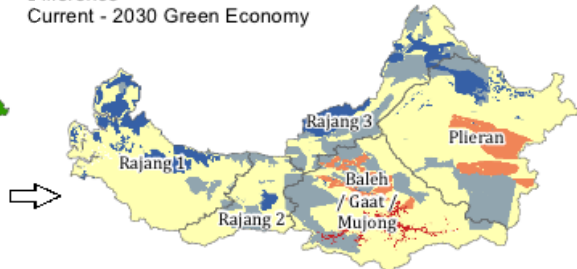 Current - 2030 Green Economy
Rajang 3
Plieran
Rajang 1
Baleh
/ Gaat /
Mujong
Rajang 2